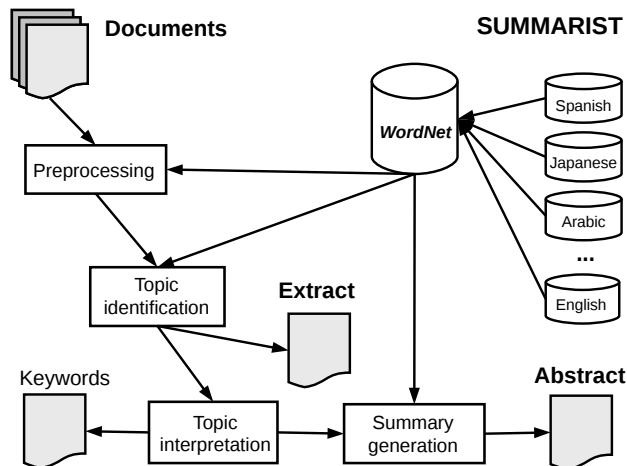 Documents
SUMMARIST
WordNet
Spanish
Preprocessing
Japanese
Arabic
...
Topic
identification
Extract
English
Keywords
Abstract
Topic
interpretation
Summary
generation